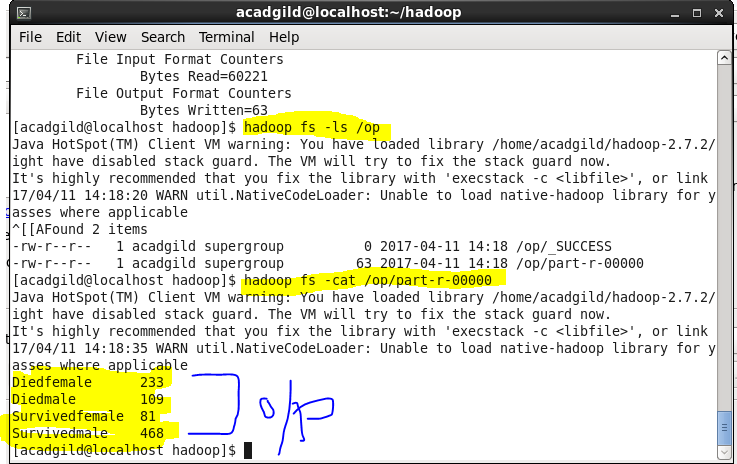 acadgild@localhost:~/hadoop
File Edit View Search Terminal Help
File Input Format Counters
Bytes Read=60221
File Output Format Counters
Bytes Written=63
[acadgild@localhost hadoop]$ hadoop fs -ls /op
Java HotSpot(TM) Client VM warning: You have loaded library /home/acadgild/hadoop-2.7.2/
ight have disabled stack guard. The VM will try to fix the stack guard now.
It's highly recommended that you fix the library with 'execstack -c <libfile>', or link
17/04/11 14:18:20 WARN util.NativeCodeLoader: Unable to load native-hadoop library for y
asses where applicable
^[[AFound 2 items
-rw-r--r--   1 acadgild supergroup          0 2017-04-11 14:18 /op/_SUCCESS
-rw-r--r--   1 acadgild supergroup         63 2017-04-11 14:18 /op/part-r-00000
[acadgild@localhost hadoop]$ hadoop fs -cat /op/part-r-00000
Java HotSpot(TM) Client VM warning: You have loaded library /home/acadgild/hadoop-2.7.2/
ight have disabled stack guard. The VM will try to fix the stack guard now.
It's highly recommended that you fix the library with 'execstack -c <libfile>', or link
17/04/11 14:18:35 WARN util.NativeCodeLoader: Unable to load native-hadoop library for y
asses where applicable
Diedfemale      233
Diedmale        109
Survivedfemale  81
Survivedmale    468
o/p
[acadgild@localhost hadoop]$